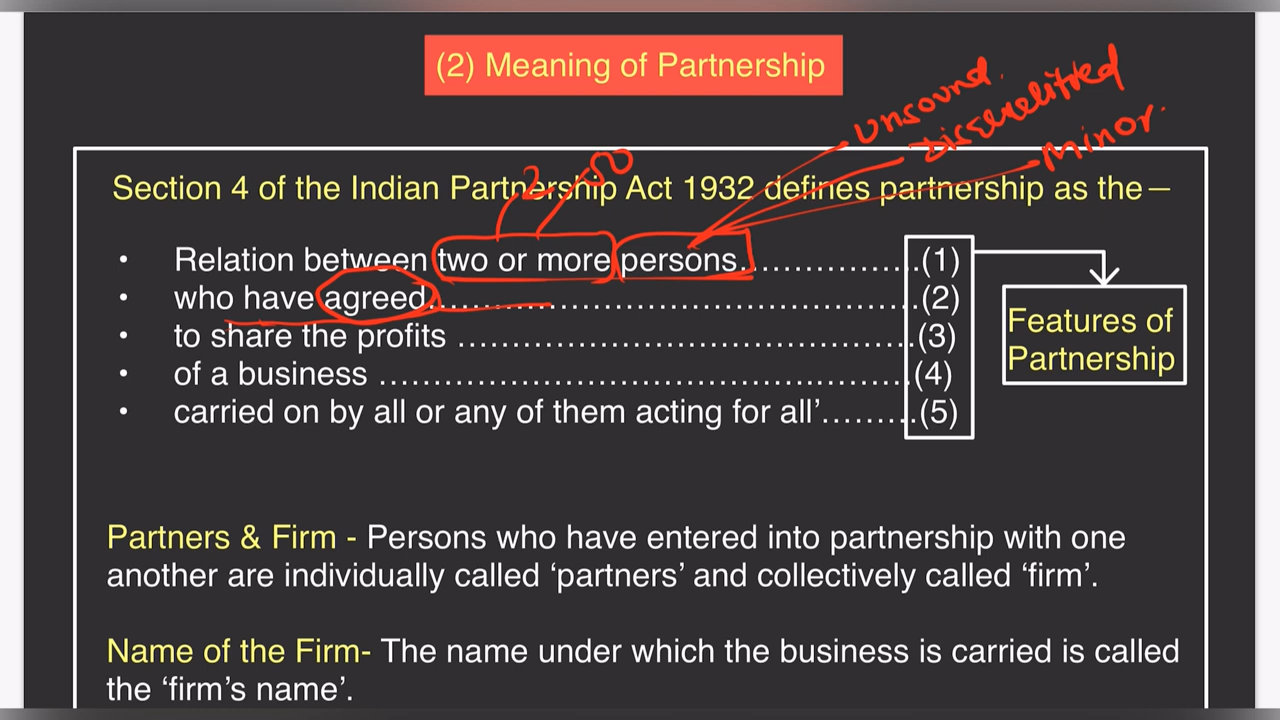 (2) Meaning of Partnership
unsound.
Minor.
Section 4 of the Indian Partnership Act 1932 defines partnership as the–
2 50
• Relation between two or more persons..................(1)
• who have agreed..................(2)
• to share the profits ..................(3)
• of a business ..................(4)
• carried on by all or any of them acting for all’.........(5)
Features of
Partnership
Partners & Firm - Persons who have entered into partnership with one
another are individually called ‘partners’ and collectively called ‘firm’.
Name of the Firm- The name under which the business is carried is called
the ‘firm’s name’.